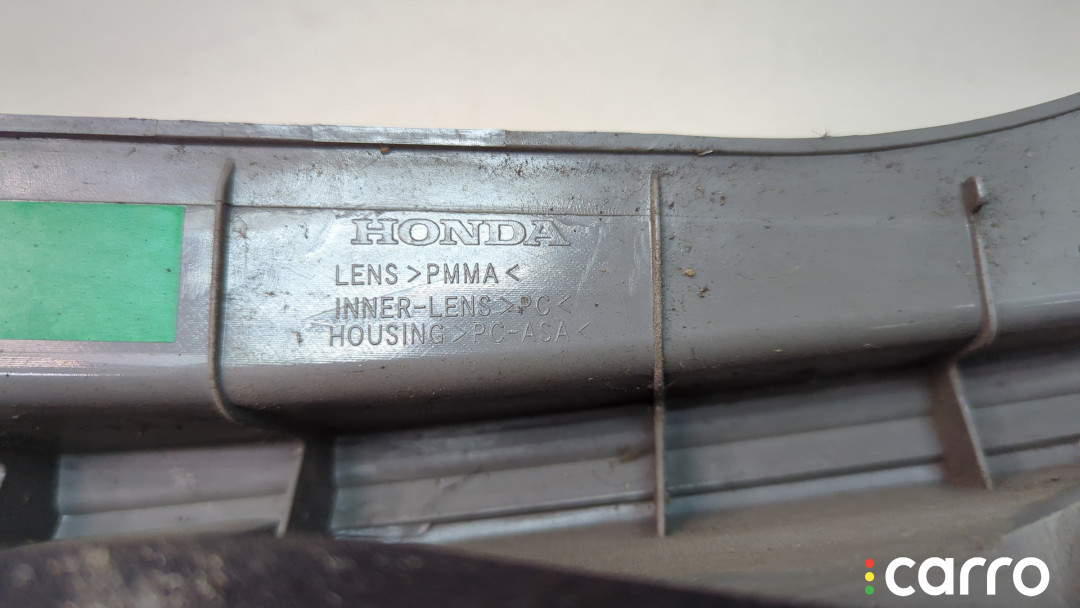 HONDA
LENS >PMMA<
INNER-LENS >PC<
HOUSING >PC-ASA<
carro